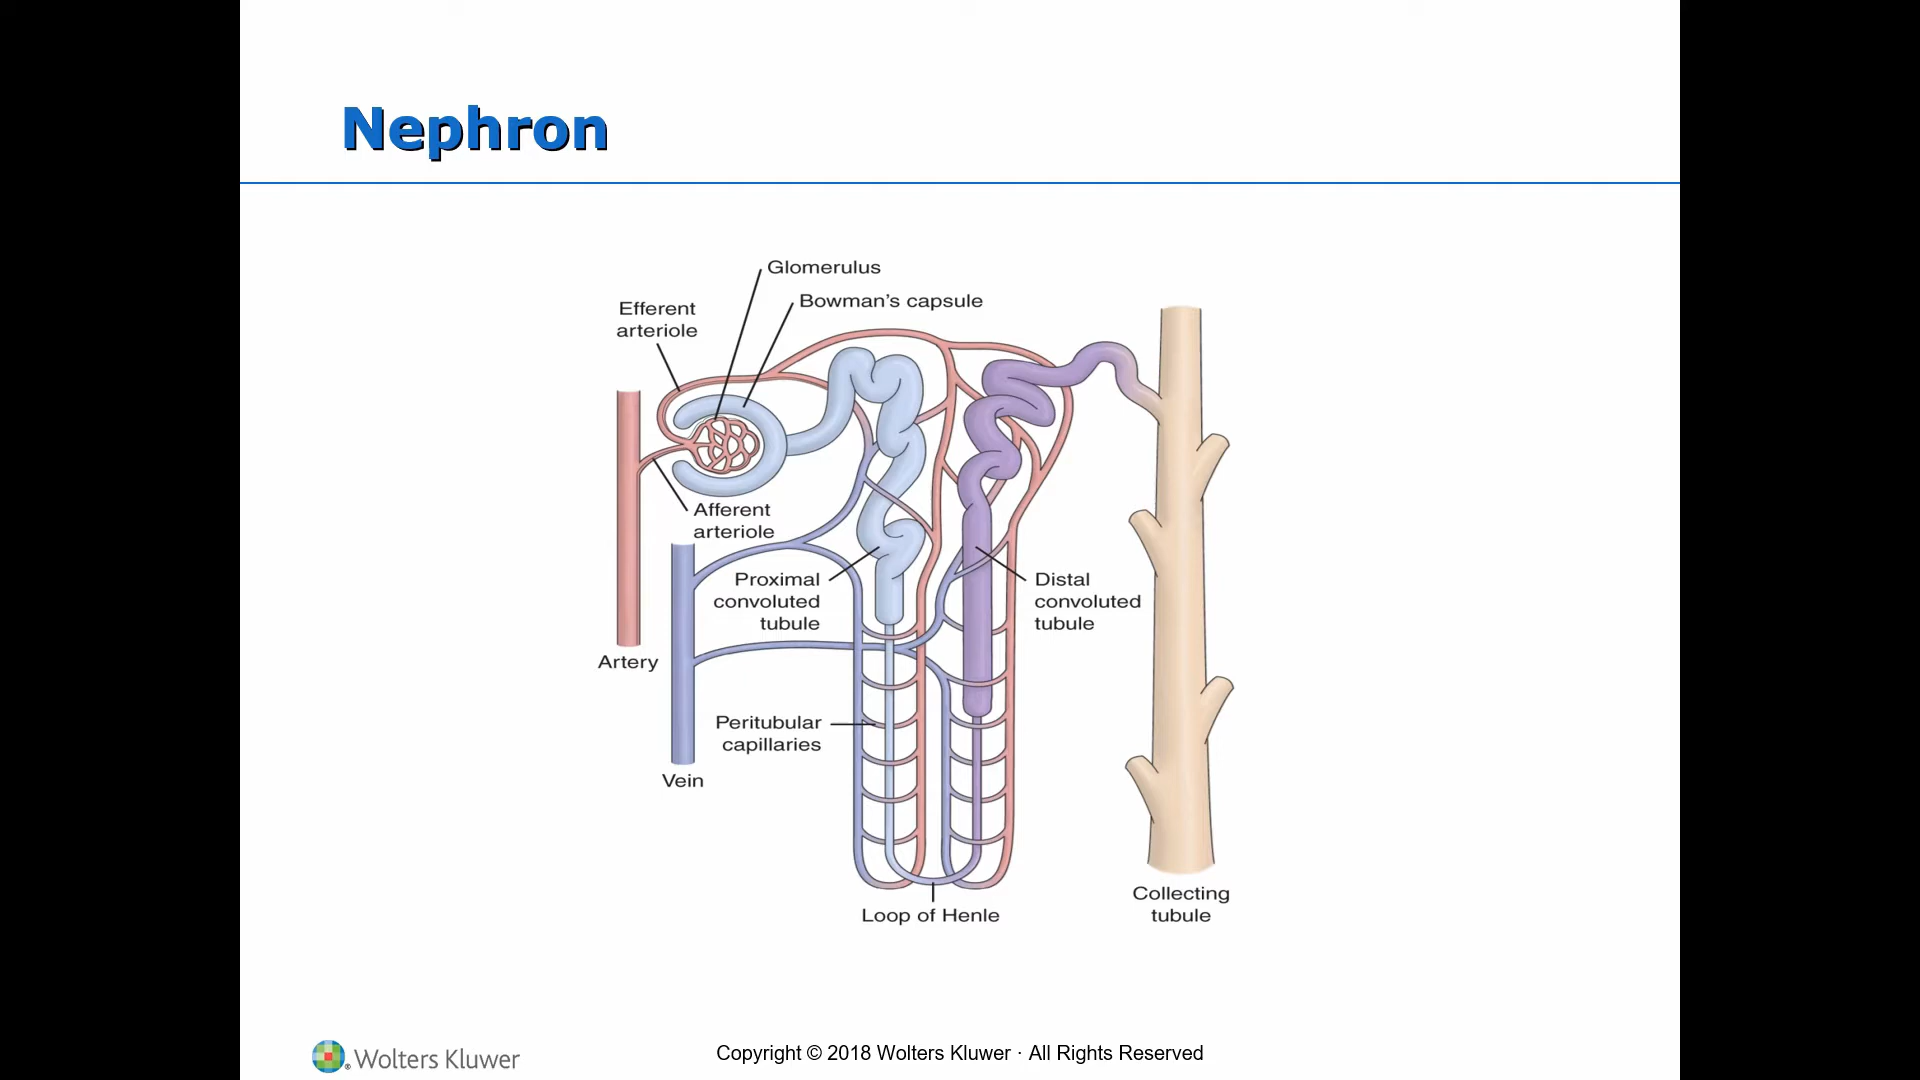 Nephron
Glomerulus
Bowman’s capsule
Efferent
arteriole
Afferent
arteriole
Proximal
convoluted
tubule
Distal
convoluted
tubule
Artery
Peritubular
capillaries
Vein
Loop of Henle
Collecting
tubule
Wolters Kluwer
Copyright © 2018 Wolters Kluwer · All Rights Reserved